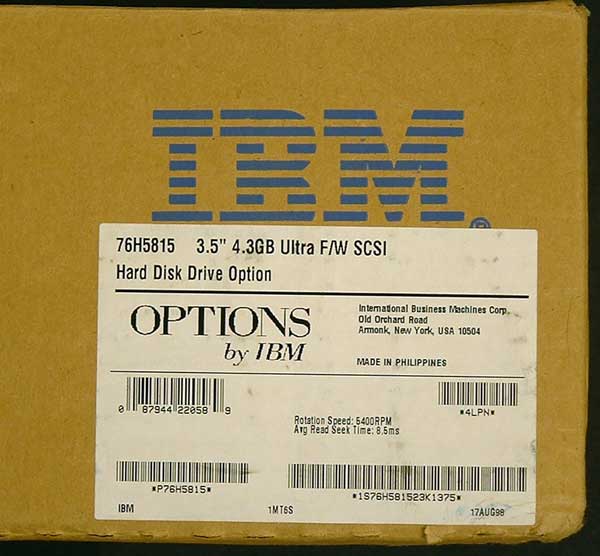 IBM®
76H5815 3.5" 4.3GB Ultra F/W SCSI
Hard Disk Drive Option
OPTIONS
by IBM
International Business Machines Corp.
Old Orchard Road
Armonk, New York, USA 10504
MADE IN PHILIPPINES
0 87944 22058 9
Rotation Speed: 5400RPM
Avg Read Seek Time: 8.5ms
*4LPN*
*P76H5815*
*1S76H581523K1375*
IBM
1MT6S
17AUG98